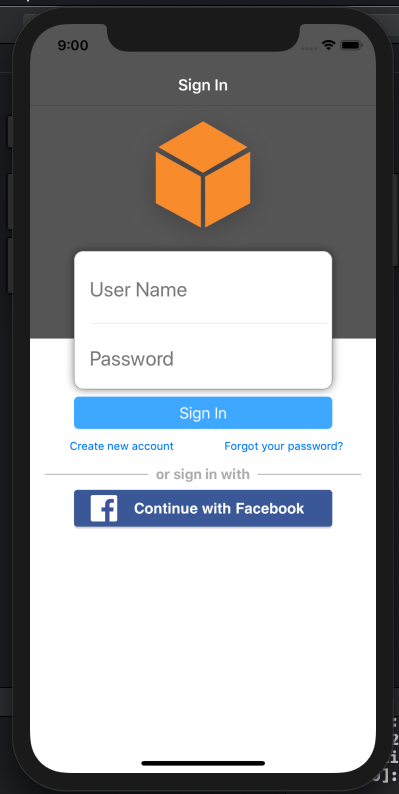 9:00
Sign In
User Name
Password
Sign In
Create new account
Forgot your password?
or sign in with
Continue with Facebook